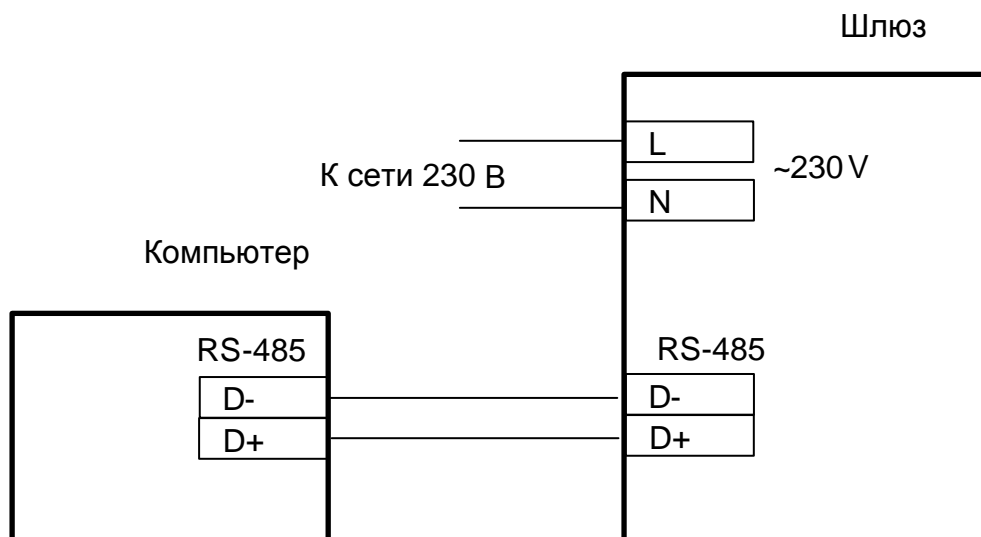 Шлюз
L
К сети 230 В
~230 V
N
Компьютер
RS-485
RS-485
D-
D-
D+
D+